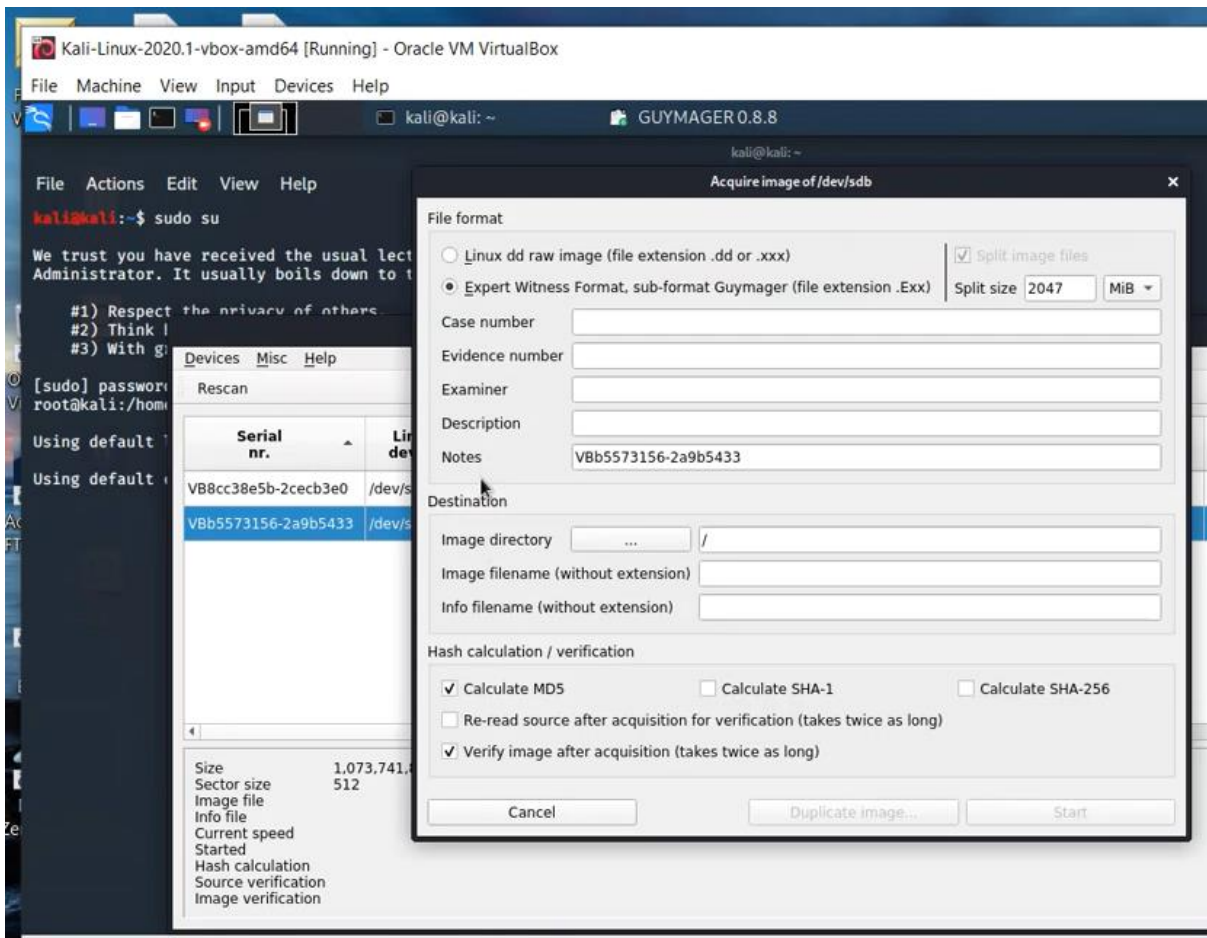 Kali-Linux-2020.1-vbox-amd64 [Running] - Oracle VM VirtualBox
File Machine View Input Devices Help
kali@kali: ~ GUYMAGER 0.8.8
kali@kali: ~
File Actions Edit View Help
kali@kali:~$ sudo su
We trust you have received the usual lect
Administrator. It usually boils down to t
#1) Respect the privacy of others.
#2) Think
#3) With g
[sudo] password
root@kali:/home
Using default
Using default
Devices Misc Help
Rescan
Serial nr.
VB8cc38e5b-2cecb3e0 /dev/s
VBb5573156-2a9b5433 /dev/s
Size 1,073,741,
Sector size 512
Image file
Info file
Current speed
Started
Hash calculation
Source verification
Image verification
Acquire image of /dev/sdb
File format
Linux dd raw image (file extension .dd or .xxx)
Split image files
Expert Witness Format, sub-format Guymager (file extension .Exx)
Split size 2047 MiB
Case number
Evidence number
Examiner
Description
Notes VBb5573156-2a9b5433
Destination
Image directory ... /
Image filename (without extension)
Info filename (without extension)
Hash calculation / verification
Calculate MD5 Calculate SHA-1 Calculate SHA-256
Re-read source after acquisition for verification (takes twice as long)
Verify image after acquisition (takes twice as long)
Cancel Duplicate image... Start